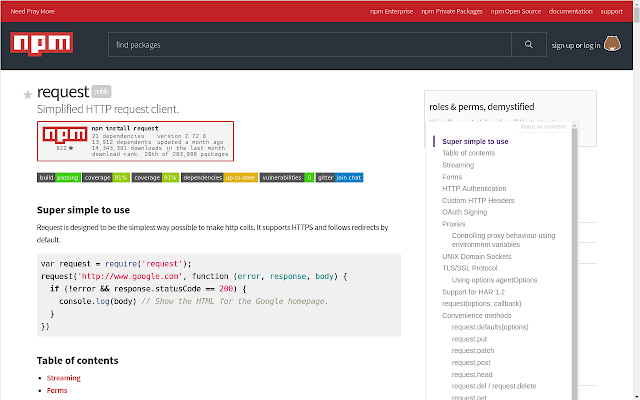 Need Pray More
npm Enterprise npm Private Packages npm Open Source documentation support
npm
find packages
sign up or log in
request public
Simplified HTTP request client.
npm
822 ★
npm install request
21 dependencies version 2.72.0
13,912 dependents updated a month ago
14,343,391 downloads in the last month
download rank:
packages
build passing coverage 91% coverage 91% dependencies up-to-date vulnerabilities 0 gitter join chat
Super simple to use
Request is designed to be the simplest way possible to make http calls. It supports HTTPS and follows redirects by
default.
var request = require('request');
request('http://www.google.com', function (error, response, body) {
if (!error && response.statusCode == 200) {
console.log(body) // Show the HTML for the Google homepage.
}
})
Table of contents
Streaming
Forms
roles & perms, demystified
TABLE OF CONTENT
Super simple to use
Table of contents
Streaming
Forms
HTTP Authentication
Custom HTTP Headers
OAuth Signing
Proxies
Controlling proxy behaviour using
environment variables
UNIX Domain Sockets
TLS/SSL Protocol
Using options.agentOptions
Support for HAR 1.2
request(options, callback)
Convenience methods
request.defaults(options)
request.put
request.patch
request.post
request.head
request.del / request.delete
request.get